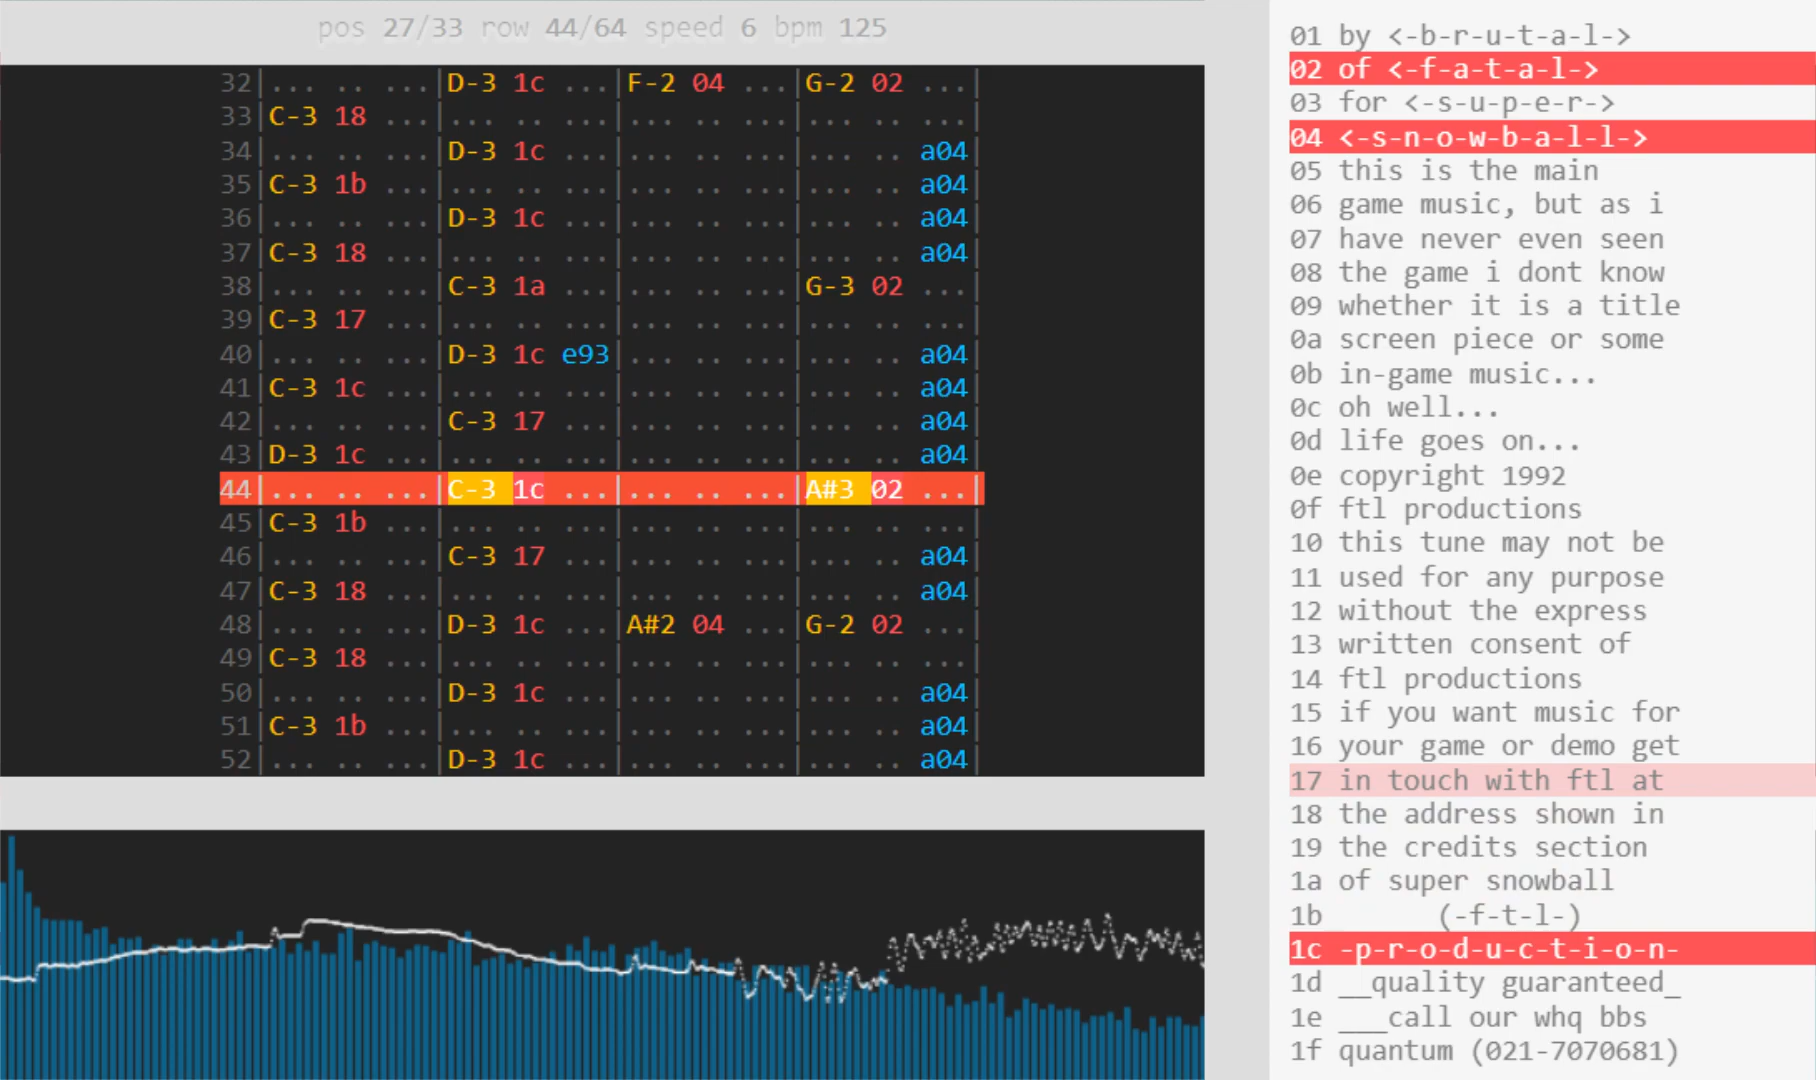 pos 27/33 row 44/64 speed 6 bpm 125
32|... .. ...|D-3 1c ...|F-2 04 ...|G-2 02 ...|
33|C-3 18 ...|... .. ...|... .. ...|... .. ...|
34|... .. ...|D-3 1c ...|... .. ...|... .. a04|
35|C-3 1b ...|... .. ...|... .. ...|... .. a04|
36|... .. ...|D-3 1c ...|... .. ...|... .. a04|
37|C-3 18 ...|... .. ...|... .. ...|... .. a04|
38|... .. ...|C-3 1a ...|... .. ...|G-3 02 ...|
39|C-3 17 ...|... .. ...|... .. ...|... .. ...|
40|... .. ...|D-3 1c e93|... .. ...|... .. a04|
41|C-3 1c ...|... .. ...|... .. ...|... .. a04|
42|... .. ...|C-3 17 ...|... .. ...|... .. a04|
43|D-3 1c ...|... .. ...|... .. ...|... .. a04|
44|... .. ...|C-3 1c ...|... .. ...|A#3 02 ...|
45|C-3 1b ...|... .. ...|... .. ...|... .. ...|
46|... .. ...|C-3 17 ...|... .. ...|... .. a04|
47|C-3 18 ...|... .. ...|... .. ...|... .. a04|
48|... .. ...|D-3 1c ...|A#2 04 ...|G-2 02 ...|
49|C-3 18 ...|... .. ...|... .. ...|... .. ...|
50|... .. ...|D-3 1c ...|... .. ...|... .. a04|
51|C-3 1b ...|... .. ...|... .. ...|... .. a04|
52|... .. ...|D-3 1c ...|... .. ...|... .. a04|
01 by <-b-r-u-t-a-l->
02 of <-f-a-t-a-l->
03 for <-s-u-p-e-r->
04 <-s-n-o-w-b-a-l-l->
05 this is the main
06 game music, but as i
07 have never even seen
08 the game i dont know
09 whether it is a title
0a screen piece or some
0b in-game music...
0c oh well...
0d life goes on...
0e copyright 1992
0f ftl productions
10 this tune may not be
11 used for any purpose
12 without the express
13 written consent of
14 ftl productions
15 if you want music for
16 your game or demo get
17 in touch with ftl at
18 the address shown in
19 the credits section
1a of super snowball
1b (-f-t-l-)
1c -p-r-o-d-u-c-t-i-o-n-
1d __quality guaranteed_
1e ___call our whq bbs
1f quantum (021-7070681)